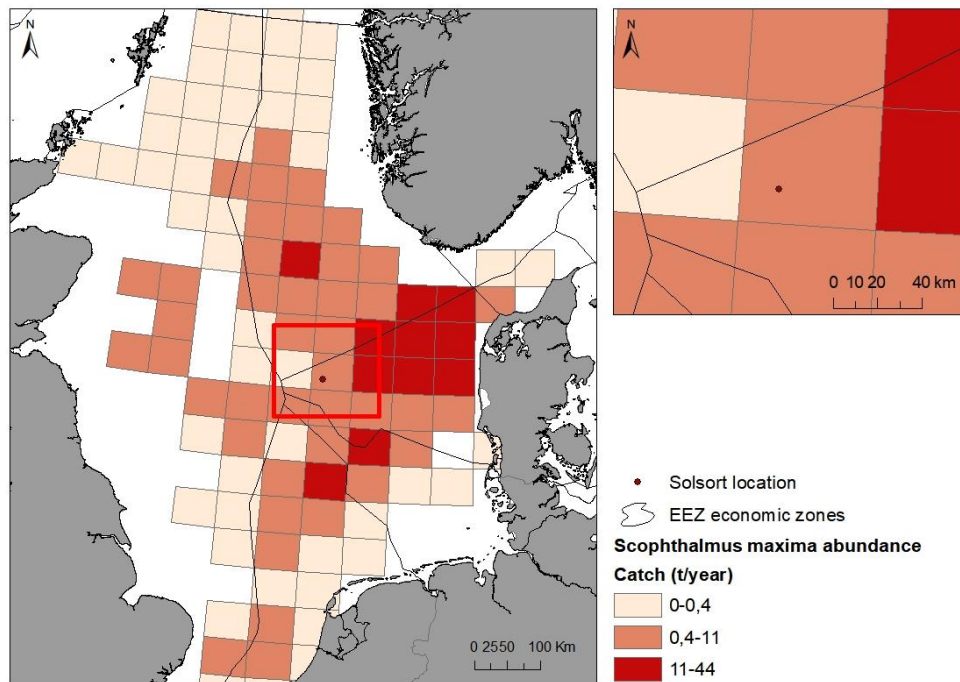 N
0 2550 100 Km
N
0 10 20 40 km
Solsort location
EEZ economic zones
Scophthalmus maxima abundance
Catch (t/year)
0-0,4
0,4-11
11-44